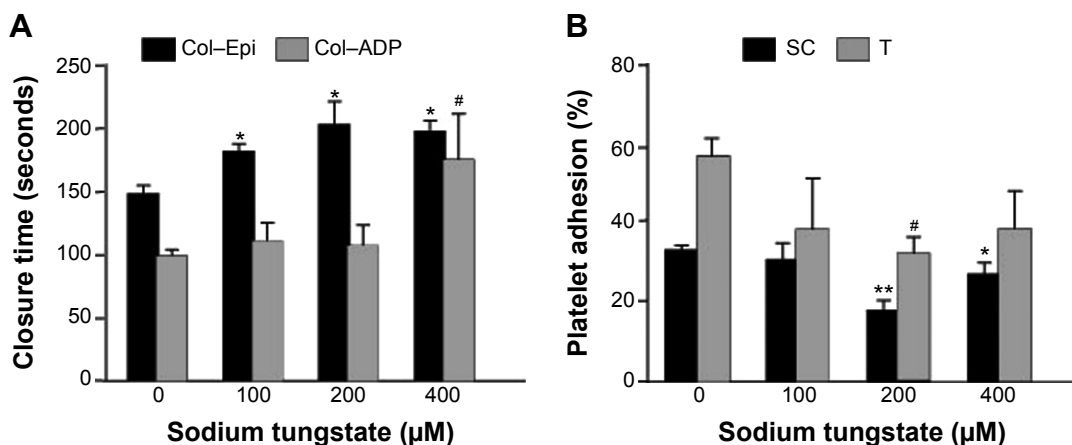 A
Col–Epi Col–ADP
Closure time (seconds)
250
200
150
100
50
0
* * * #
0 100 200 400
Sodium tungstate (µM)
B
SC T
Platelet adhesion (%)
80
60
40
20
0
** # *
0 100 200 400
Sodium tungstate (µM)